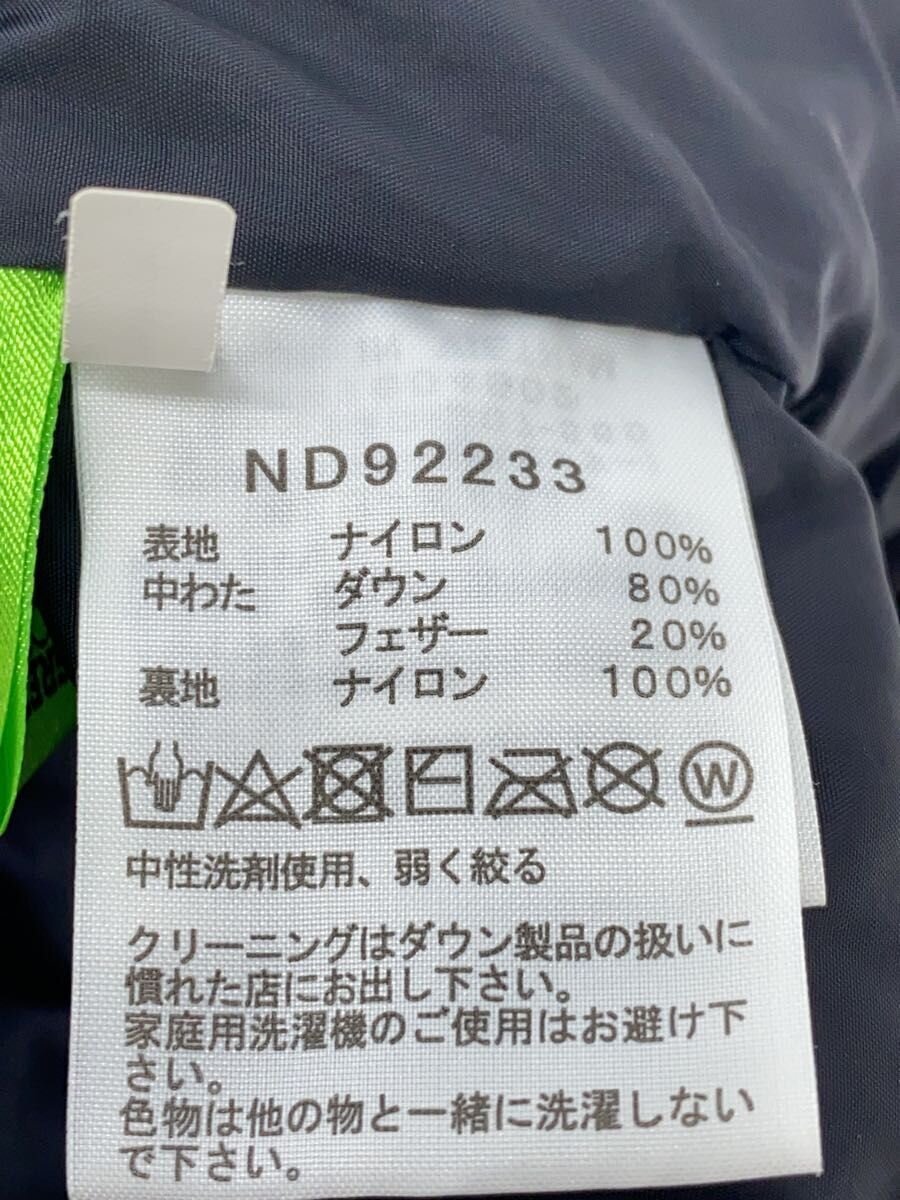 ND92233
表地 ナイロン 100%
中わた ダウン 80%
フェザー 20%
裏地 ナイロン 100%
W
中性洗剤使用、弱く絞る
クリーニングはダウン製品の扱いに
慣れた店にお出し下さい。
家庭用洗濯機のご使用はお避け下
さい。
色物は他の物と一緒に洗濯しない
で下さい。